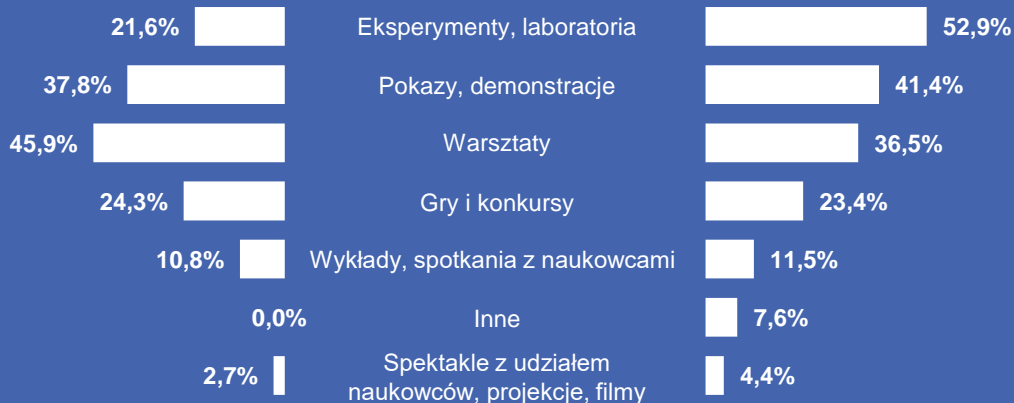 21,6% Eksperymenty, laboratoria 52,9%
37,8% Pokazy, demonstracje 41,4%
45,9% Warsztaty 36,5%
24,3% Gry i konkursy 23,4%
10,8% Wykłady, spotkania z naukowcami 11,5%
0,0% Inne 7,6%
2,7% Spektakle z udziałem
naukowców, projekcje, filmy 4,4%